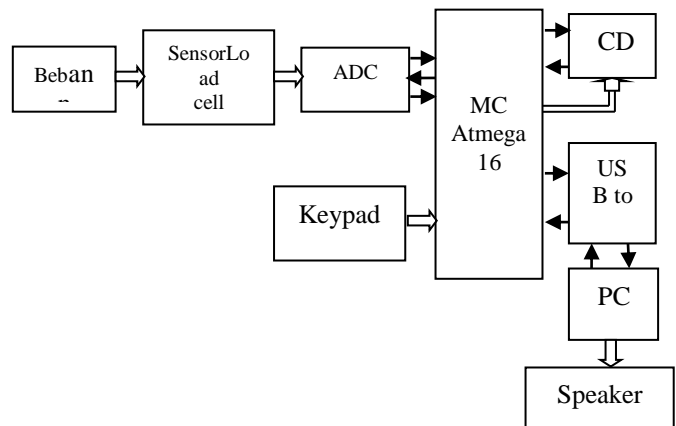 Beban
SensorLo
ad
cell
ADC
MC
Atmega
16
CD
Keypad
US
B to
PC
Speaker